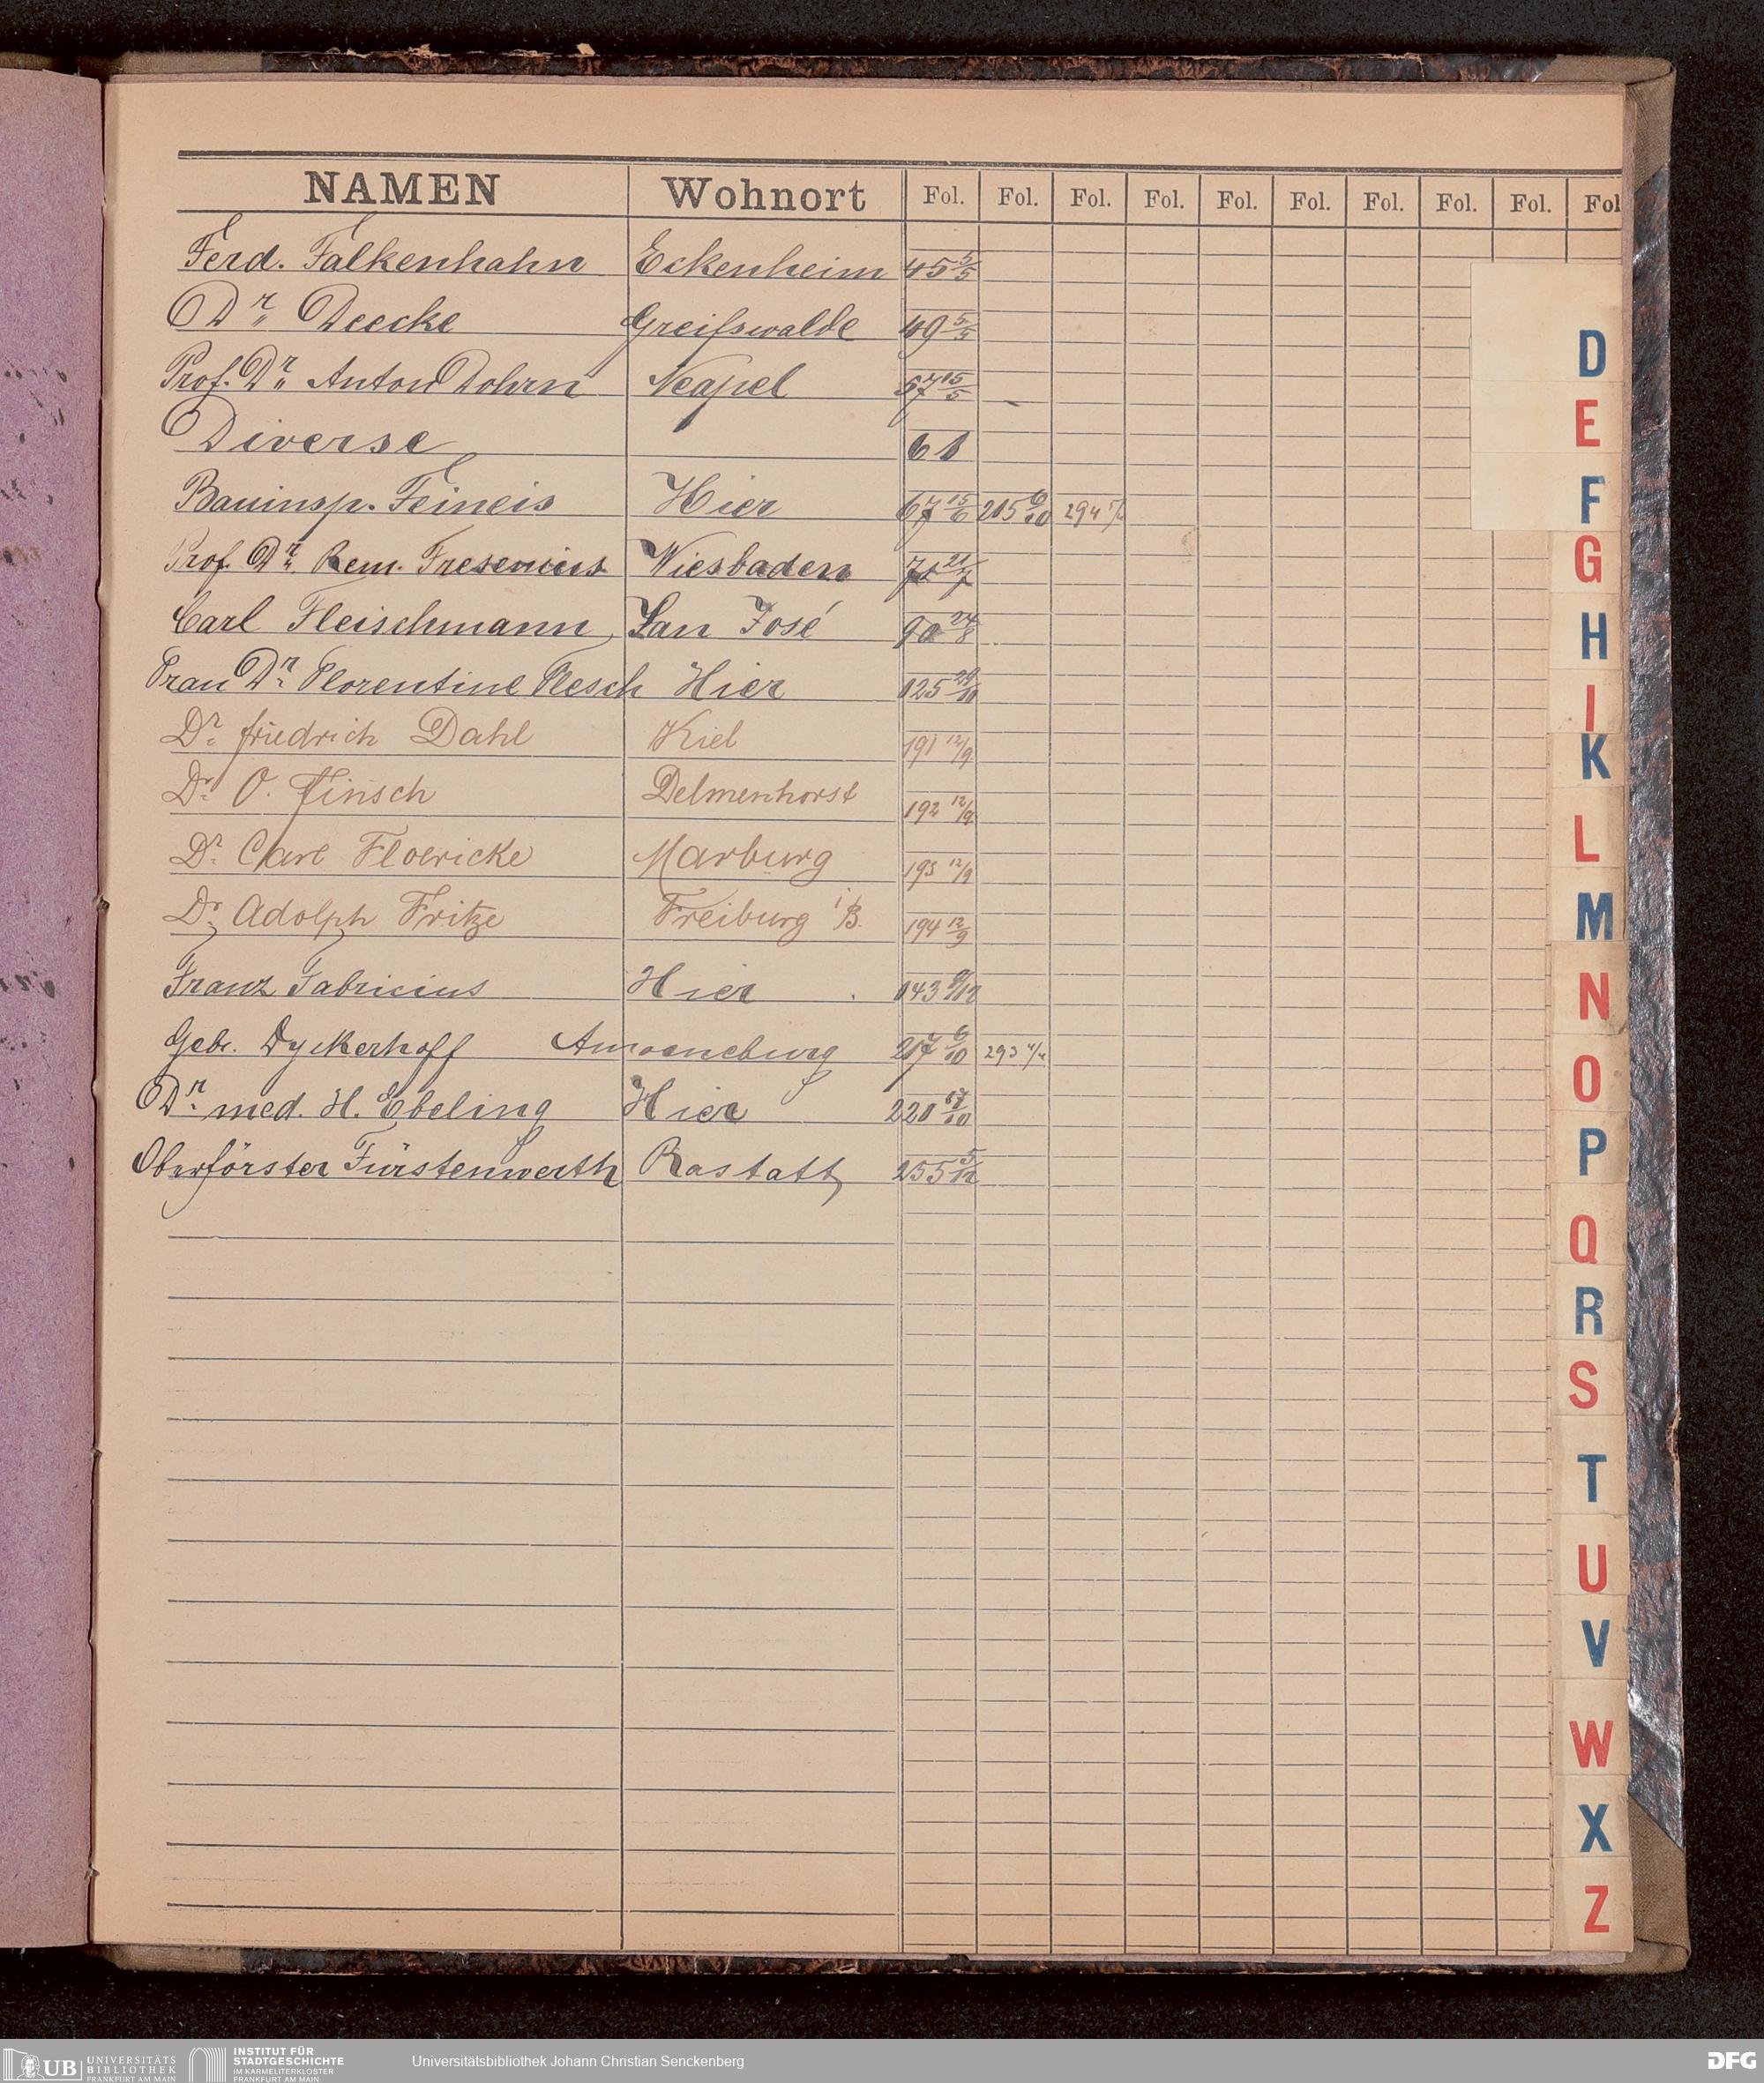 NAMEN Wohnort Fol. Fol. Fol. Fol. Fol. Fol. Fol. Fol. Fol. Fol
Ferd. Falkenhahn Eckenheim 45 5/5
Dr. Deecke Greifswalde 49 5/5
Prof. Dr. Anton Dohrn Neapel 57 15/5
Diverse 61
Bauinsp. Feineis Hier 67 15/6 215 6/10 294
Prof. Dr. Rem. Fresenius Wiesbaden 71 21/7
Carl Fleischmann San José 90 24/8
Frau Dr. Florentine Flesch Hier 125 29/10
Dr. Friedrich Dahl Kiel 191 12/9
Dr. O. Finsch Delmenhorst 192 12/9
Dr. Carl Floericke Marburg 193 12/9
Dr. Adolph Fritze Freiburg i/B. 194 12/9
Franz Fabricius Hier 143
Gebr. Dyckerhoff Amoeneburg 217 6/10 293 4/4
Dr. med. H. Ebeling Hier 220 17/10
Oberförster Fürstenwerth Rastatt 255 5/12
D
E
F
G
H
I
K
L
M
N
O
P
Q
R
S
T
U
V
W
X
Z
UB UNIVERSITÄTS BIBLIOTHEK FRANKFURT AM MAIN
INSTITUT FÜR STADTGESCHICHTE IM KARMELITERKLOSTER FRANKFURT AM MAIN
Universitätsbibliothek Johann Christian Senckenberg
DFG